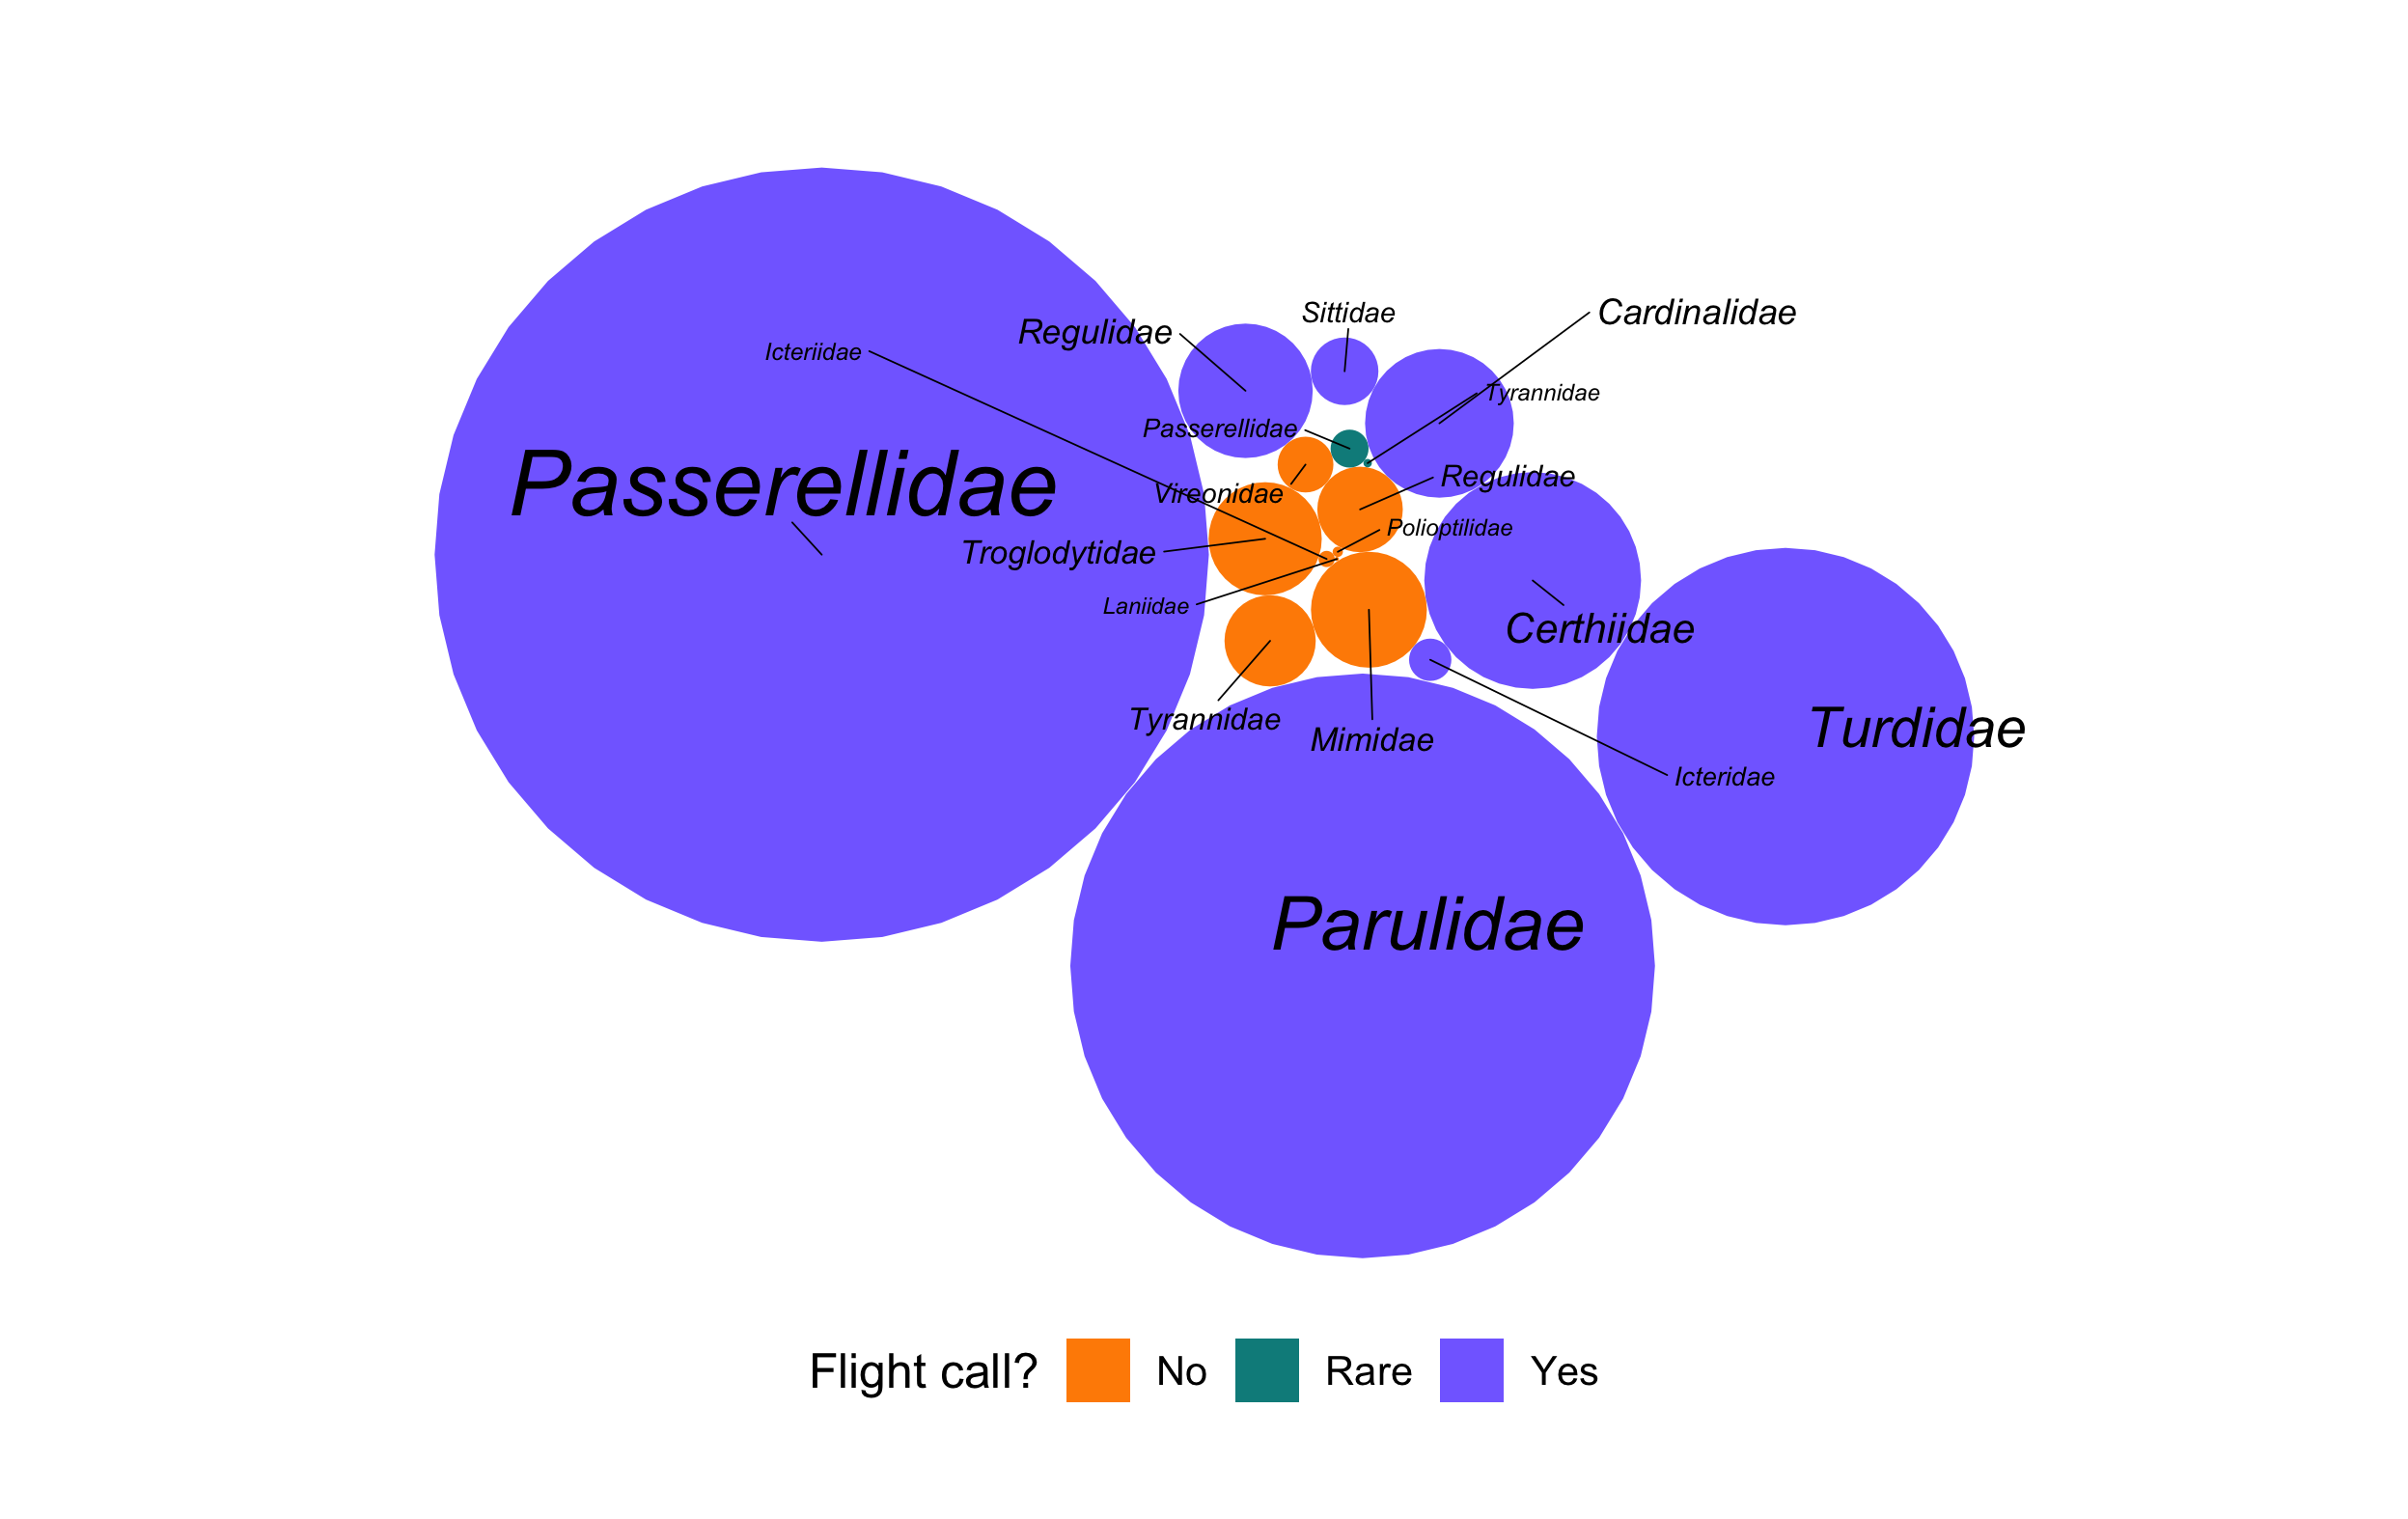 Sittidae
Cardinalidae
Regulidae
Icteriidae
Tyrannidae
Passerellidae
Passerellidae
Regulidae
Vireonidae
Polioptilidae
Troglodytidae
Laniidae
Certhiidae
Tyrannidae
Mimidae
Turdidae
Icteridae
Parulidae
Flight call? No Rare Yes